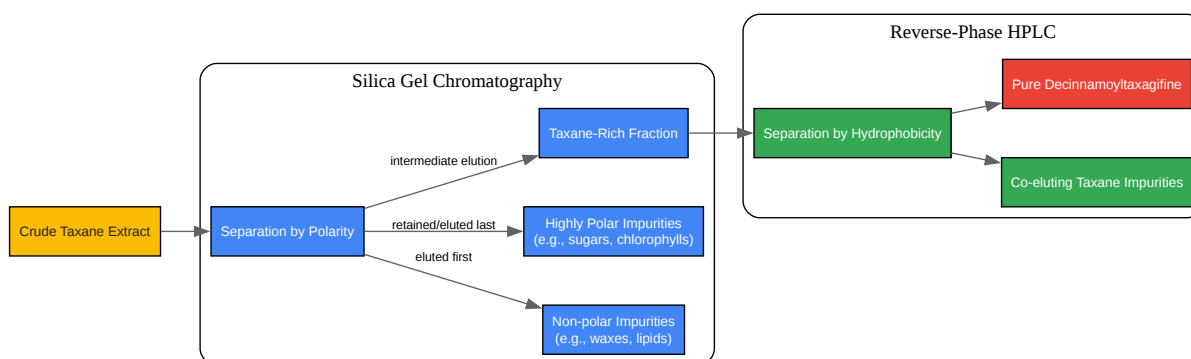 Reverse-Phase HPLC
Silica Gel Chromatography
Pure Decinnamoyltaxagifine
Taxane-Rich Fraction
Separation by Hydrophobicity
intermediate elution
Co-eluting Taxane Impurities
Crude Taxane Extract
Separation by Polarity
retained/eluted last
Highly Polar Impurities
(e.g., sugars, chlorophylls)
eluted first
Non-polar Impurities
(e.g., waxes, lipids)